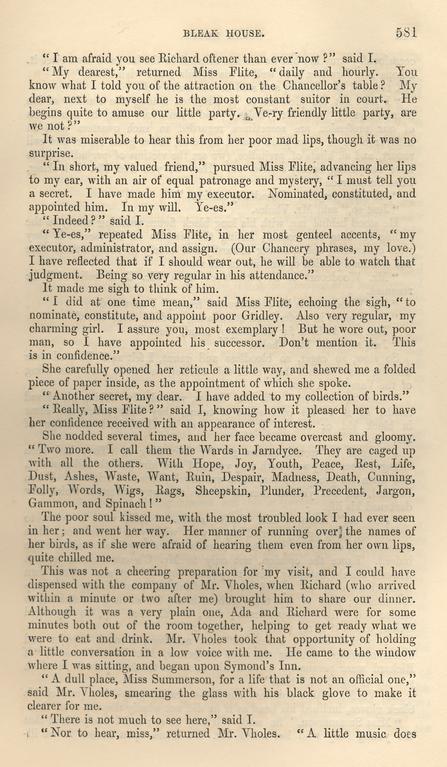 BLEAK HOUSE. 581
“ I am afraid you see Richard oftener than ever now ?” said I.
“ My dearest,” returned Miss Flite, “ daily and hourly. You
know what I told you of the attraction on the Chancellor's table ? My
dear, next to myself he is the most constant suitor in court. He
begins quite to amuse our little party. Ve-ry friendly little party, are
we not ?”
It was miserable to hear this from her poor mad lips, though it was no
surprise.
“ In short, my valued friend,” pursued Miss Flite, advancing her lips
to my ear, with an air of equal patronage and mystery, “ I must tell you
a secret. I have made him my executor. Nominated, constituted, and
appointed him. In my will. Ye-es.”
“ Indeed ? ” said I.
“ Ye-es,” repeated Miss Flite, in her most genteel accents, “ my
executor, administrator, and assign. (Our Chancery phrases, my love.)
I have reflected that if I should wear out, he will be able to watch that
judgment. Being so very regular in his attendance.”
It made me sigh to think of him.
“ I did at one time mean,” said Miss Flite, echoing the sigh, “ to
nominate, constitute, and appoint poor Gridley. Also very regular, my
charming girl. I assure you, most exemplary ! But he wore out, poor
man, so I have appointed his successor. Don't mention it. This
is in confidence.”
She carefully opened her reticule a little way, and shewed me a folded
piece of paper inside, as the appointment of which she spoke.
“ Another secret, my dear. I have added to my collection of birds.”
“ Really, Miss Flite ? ” said I, knowing how it pleased her to have
her confidence received with an appearance of interest.
She nodded several times, and her face became overcast and gloomy.
“ Two more. I call them the Wards in Jarndyce. They are caged up
with all the others. With Hope, Joy, Youth, Peace, Rest, Life,
Dust, Ashes, Waste, Want, Ruin, Despair, Madness, Death, Cunning,
Folly, Words, Wigs, Rags, Sheepskin, Plunder, Precedent, Jargon,
Gammon, and Spinach ! ”
The poor soul kissed me, with the most troubled look I had ever seen
in her ; and went her way. Her manner of running over the names of
her birds, as if she were afraid of hearing them even from her own lips,
quite chilled me.
This was not a cheering preparation for my visit, and I could have
dispensed with the company of Mr. Vholes, when Richard (who arrived
within a minute or two after me) brought him to share our dinner.
Although it was a very plain one, Ada and Richard were for some
minutes both out of the room together, helping to get ready what we
were to eat and drink. Mr. Vholes took that opportunity of holding
a little conversation in a low voice with me. He came to the window
where I was sitting, and began upon Symond's Inn.
“ A dull place, Miss Summerson, for a life that is not an official one,”
said Mr. Vholes, smearing the glass with his black glove to make it
clearer for me.
“ There is not much to see here,” said I.
“ Nor to hear, miss,” returned Mr. Vholes. “ A little music does